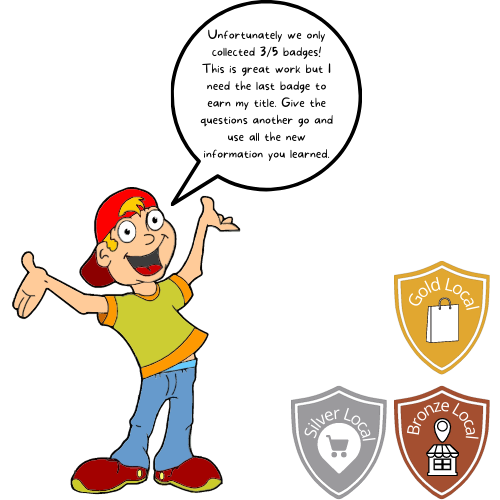 Unfortunately we only
collected 3/5 badges!
This is great work but I
need the last badge to
earn my title. Give the
questions another go and
use all the new
information you learned.
Gold Local
Silver Local
Bronze Local